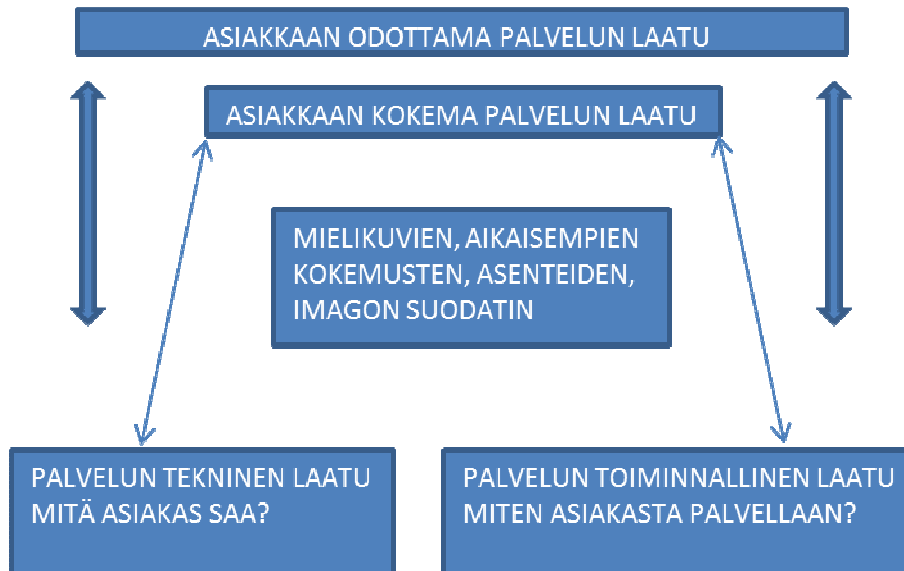 ASIAKKAAN ODOTTAMA PALVELUN LAATU
ASIAKKAAN KOKEMA PALVELUN LAATU
MIELIKUVIEN, AIKAISEMPIEN
KOKEMUSTEN, ASENTEIDEN,
IMAGON SUODATIN
PALVELUN TEKNINEN LAATU
MITÄ ASIAKAS SAA?
PALVELUN TOIMINNALLINEN LAATU
MITEN ASIAKASTA PALVELLAAN?